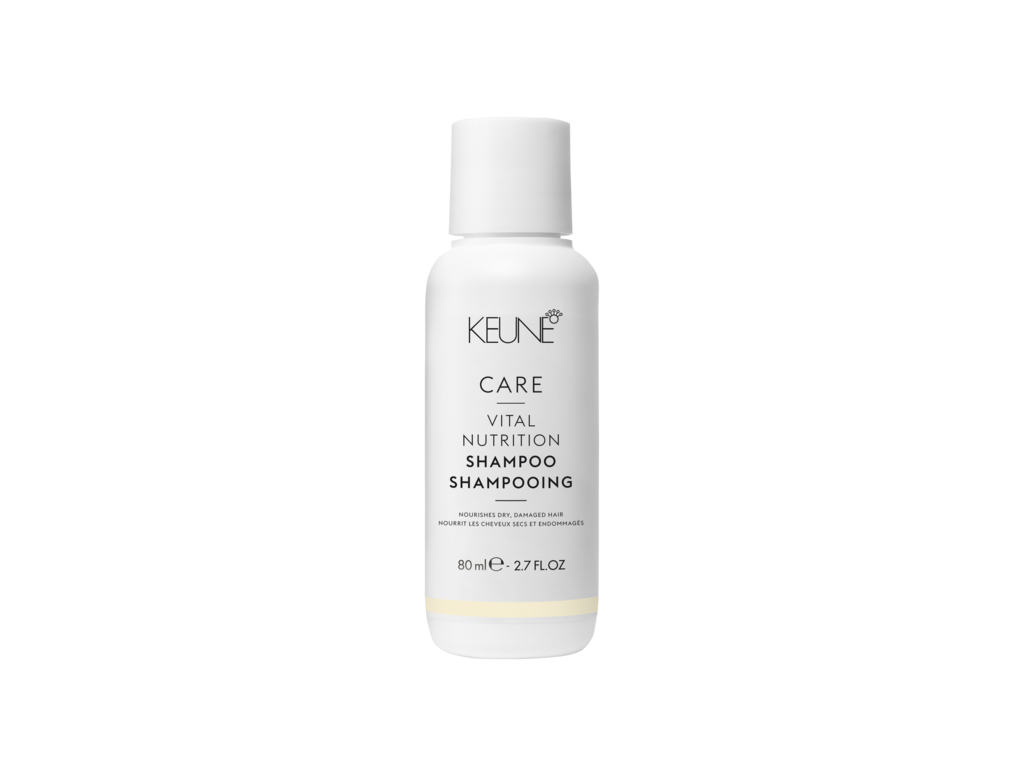 KEUNE
CARE
VITAL
NUTRITION
SHAMPOO
SHAMPOOING
NOURISHES DRY, DAMAGED HAIR
NOURRIT LES CHEVEUX SECS ET ENDOMMAGÉS
80 ml ℮ - 2.7 FL.OZ